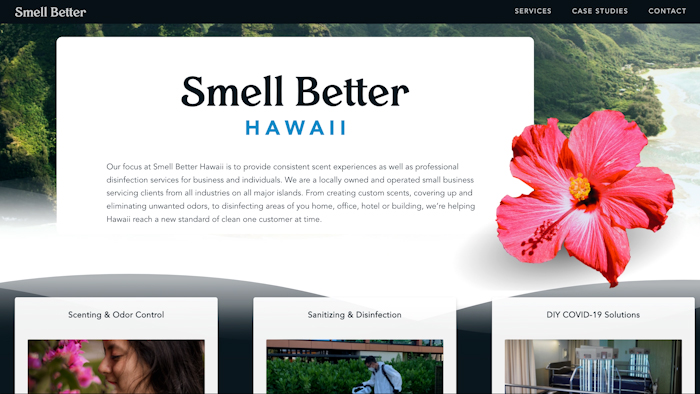 Smell Better
SERVICES CASE STUDIES CONTACT
Smell Better
HAWAII
Our focus at Smell Better Hawaii is to provide consistent scent experiences as well as professional
disinfection services for business and individuals. We are a locally owned and operated small business
servicing clients from all industries on all major islands. From creating custom scents, covering up and
eliminating unwanted odors, to disinfecting areas of you home, office, hotel or building, we're helping
Hawaii reach a new standard of clean one customer at time.
Scenting & Odor Control
Sanitizing & Disinfection
DIY COVID-19 Solutions